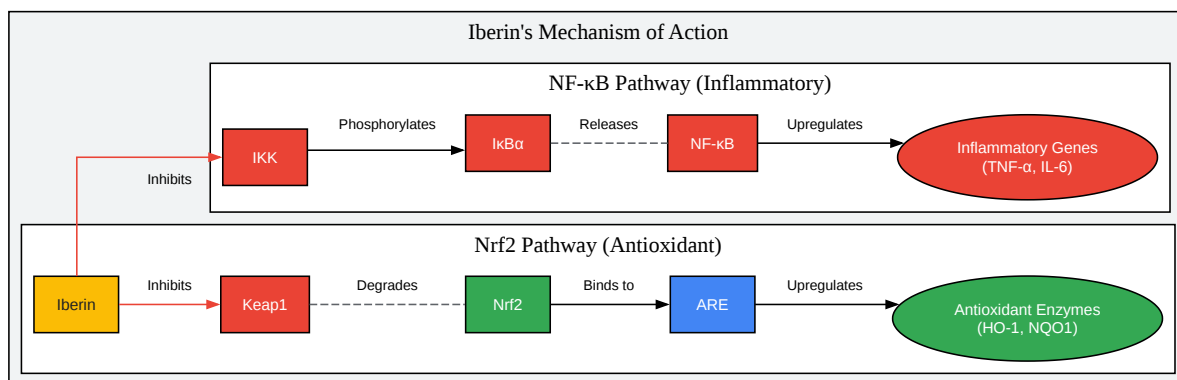 Iberin's Mechanism of Action
NF-κB Pathway (Inflammatory)
Phosphorylates
Releases
Upregulates
IKK
IκBα
NF-κB
Inflammatory Genes
(TNF-α, IL-6)
Inhibits
Nrf2 Pathway (Antioxidant)
Inhibits
Degrades
Binds to
Upregulates
Iberin
Keap1
Nrf2
ARE
Antioxidant Enzymes
(HO-1, NQO1)